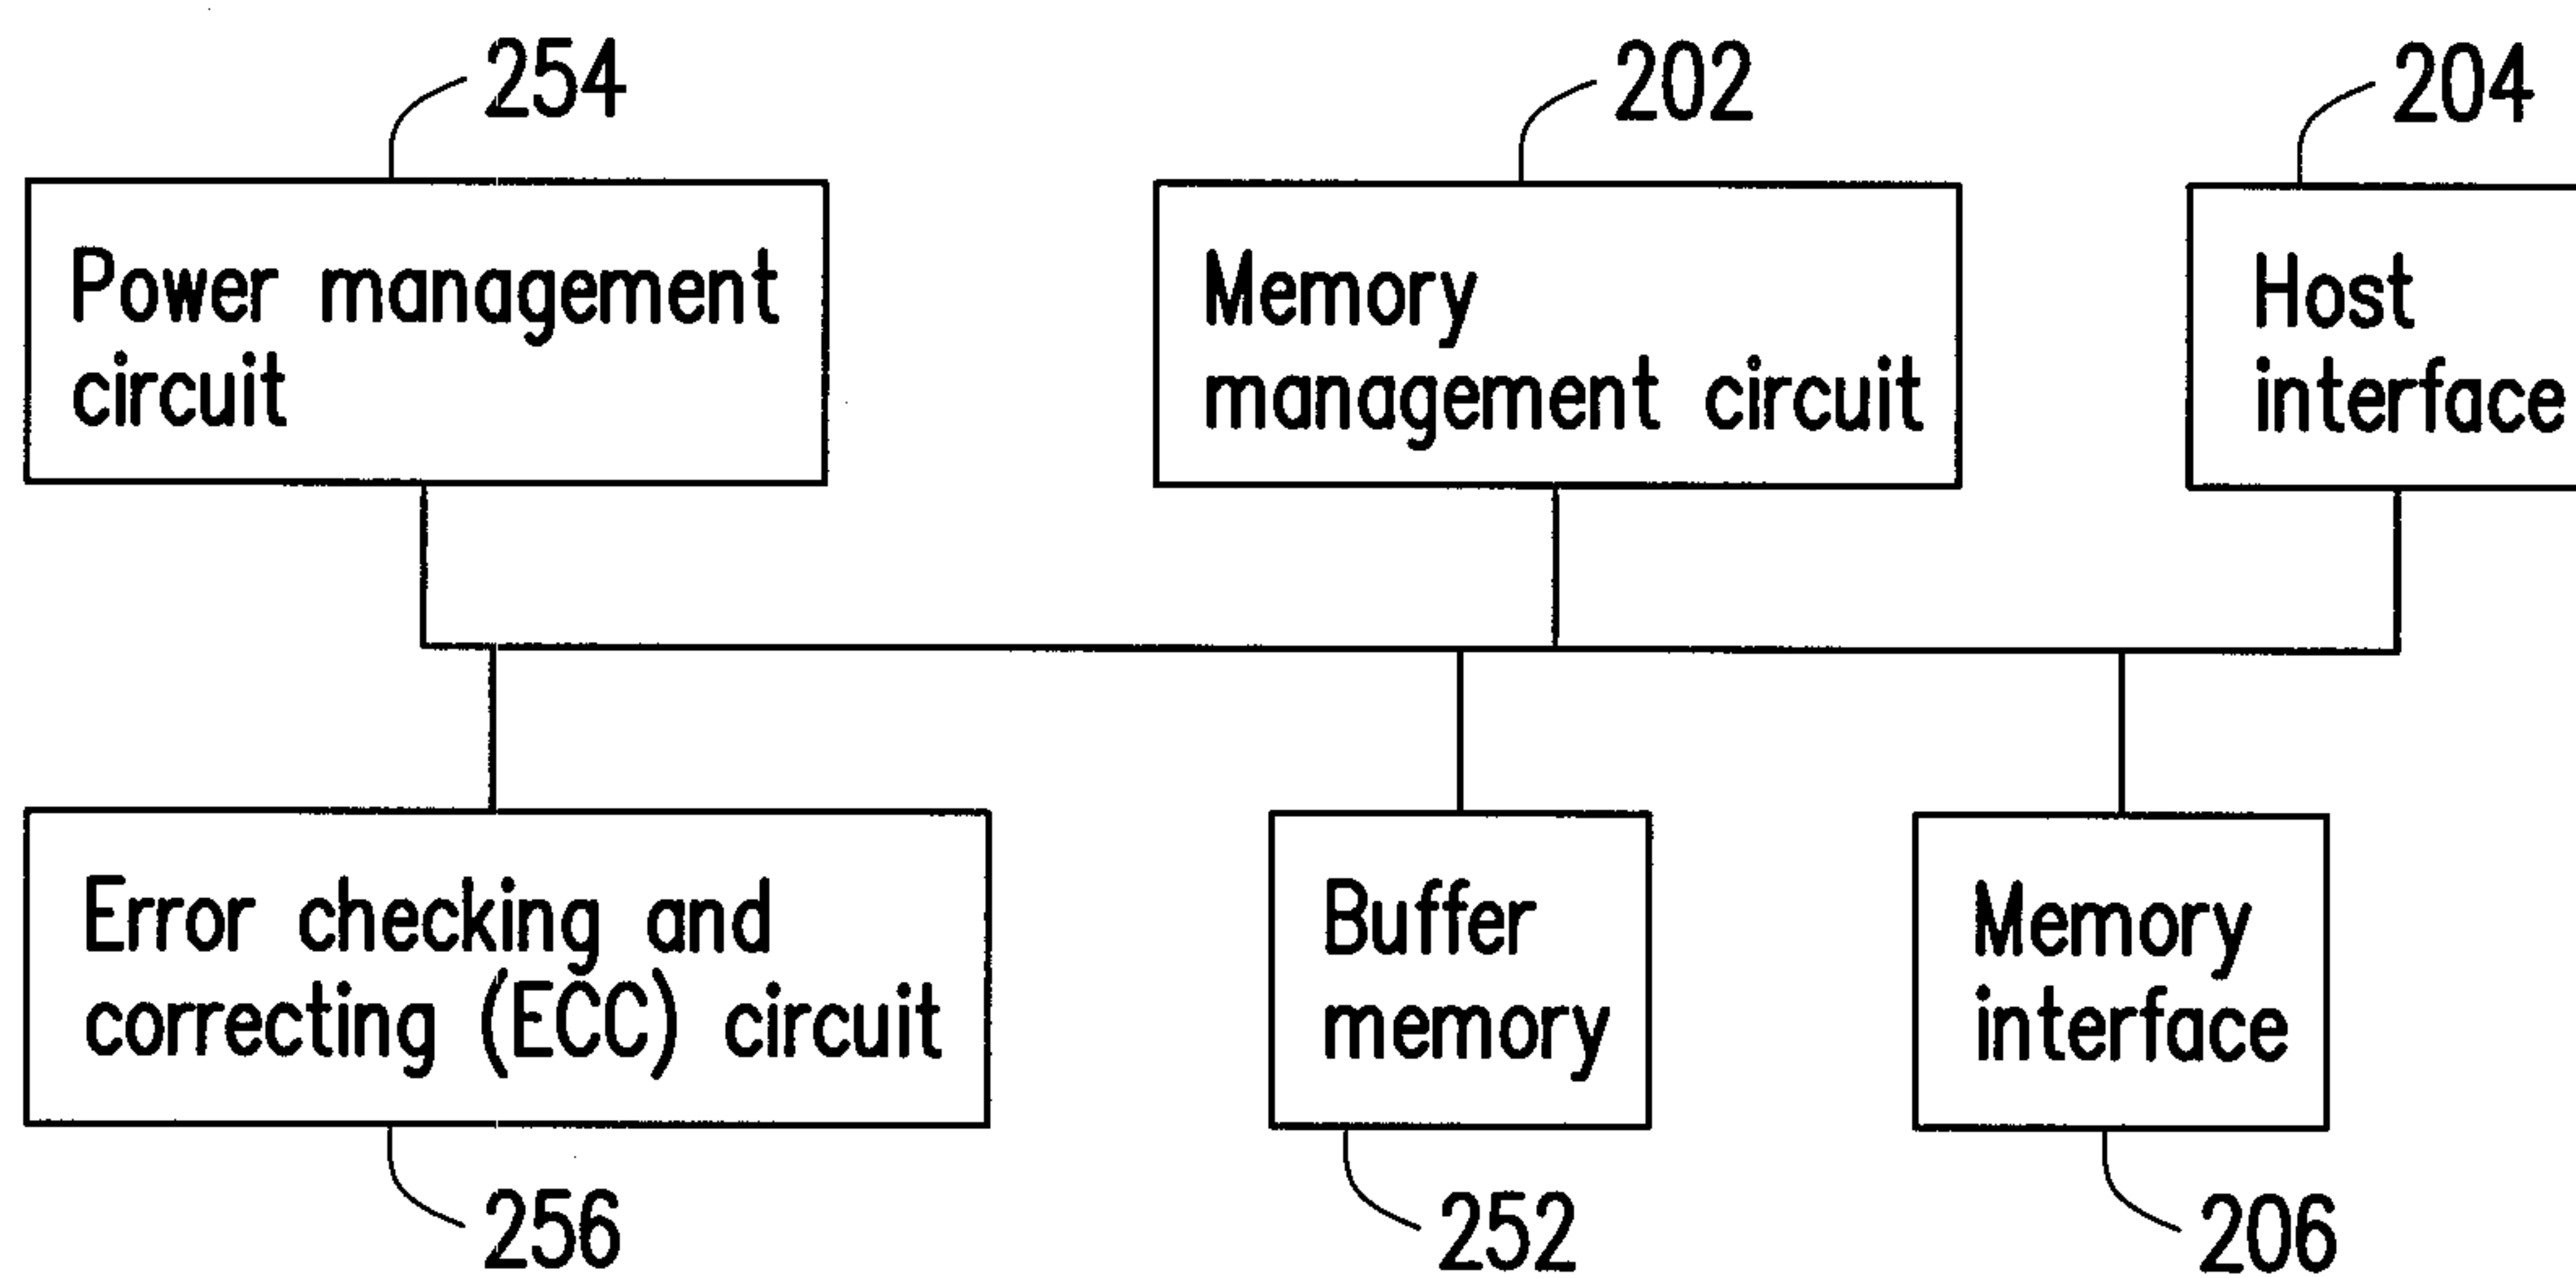 254
202
204
Power management
circuit
Memory
management circuit
Host
interface
Error checking and
correcting (ECC) circuit
Buffer
memory
Memory
interface
256
252
206